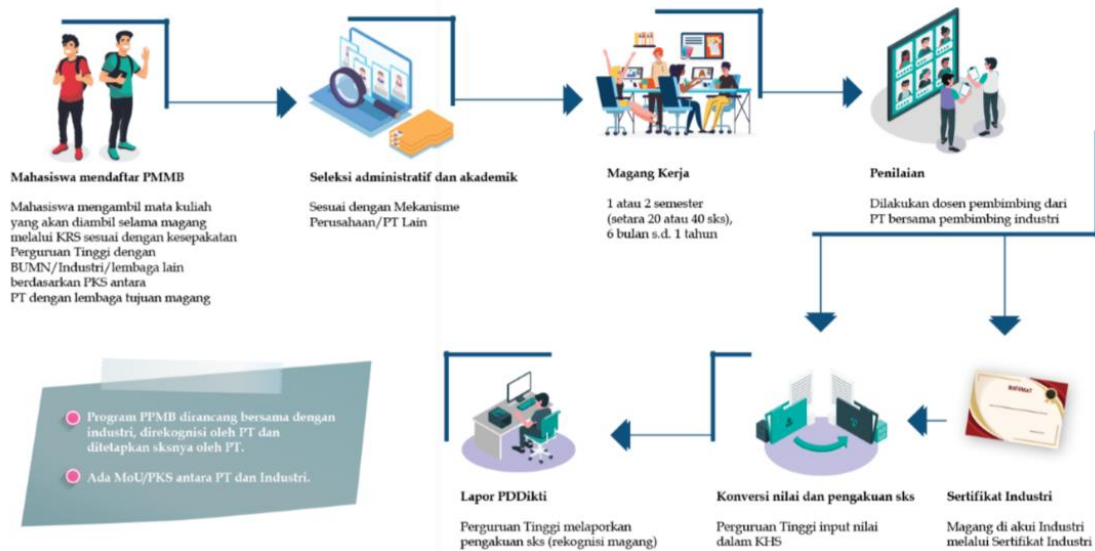 Mahasiswa mendaftar PMMB
Mahasiswa mengambil mata kuliah
yang akan diambil selama magang
melalui KRS sesuai dengan kesepakatan
Perguruan Tinggi dengan
BUMN/Industri/lembaga lain
berdasarkan PKS antara
PT dengan lembaga tujuan magang
Seleksi administratif dan akademik
Sesuai dengan Mekanisme
Perusahaan/PT Lain
Magang Kerja
1 atau 2 semester
(setara 20 atau 40 sks),
6 bulan s.d. 1 tahun
Penilaian
Dilakukan dosen pembimbing dari
PT bersama pembimbing industri
Program PPMB dirancang bersama dengan
industri, direkognisi oleh PT dan
ditetapkan sksnya oleh PT.
Ada MoU/PKS antara PT dan Industri.
Lapor PDDikti
Perguruan Tinggi melaporkan
pengakuan sks (rekognisi magang)
Konversi nilai dan pengakuan sks
Perguruan Tinggi input nilai
dalam KHS
Sertifikat Industri
Magang di akui Industri
melalui Sertifikat Industri